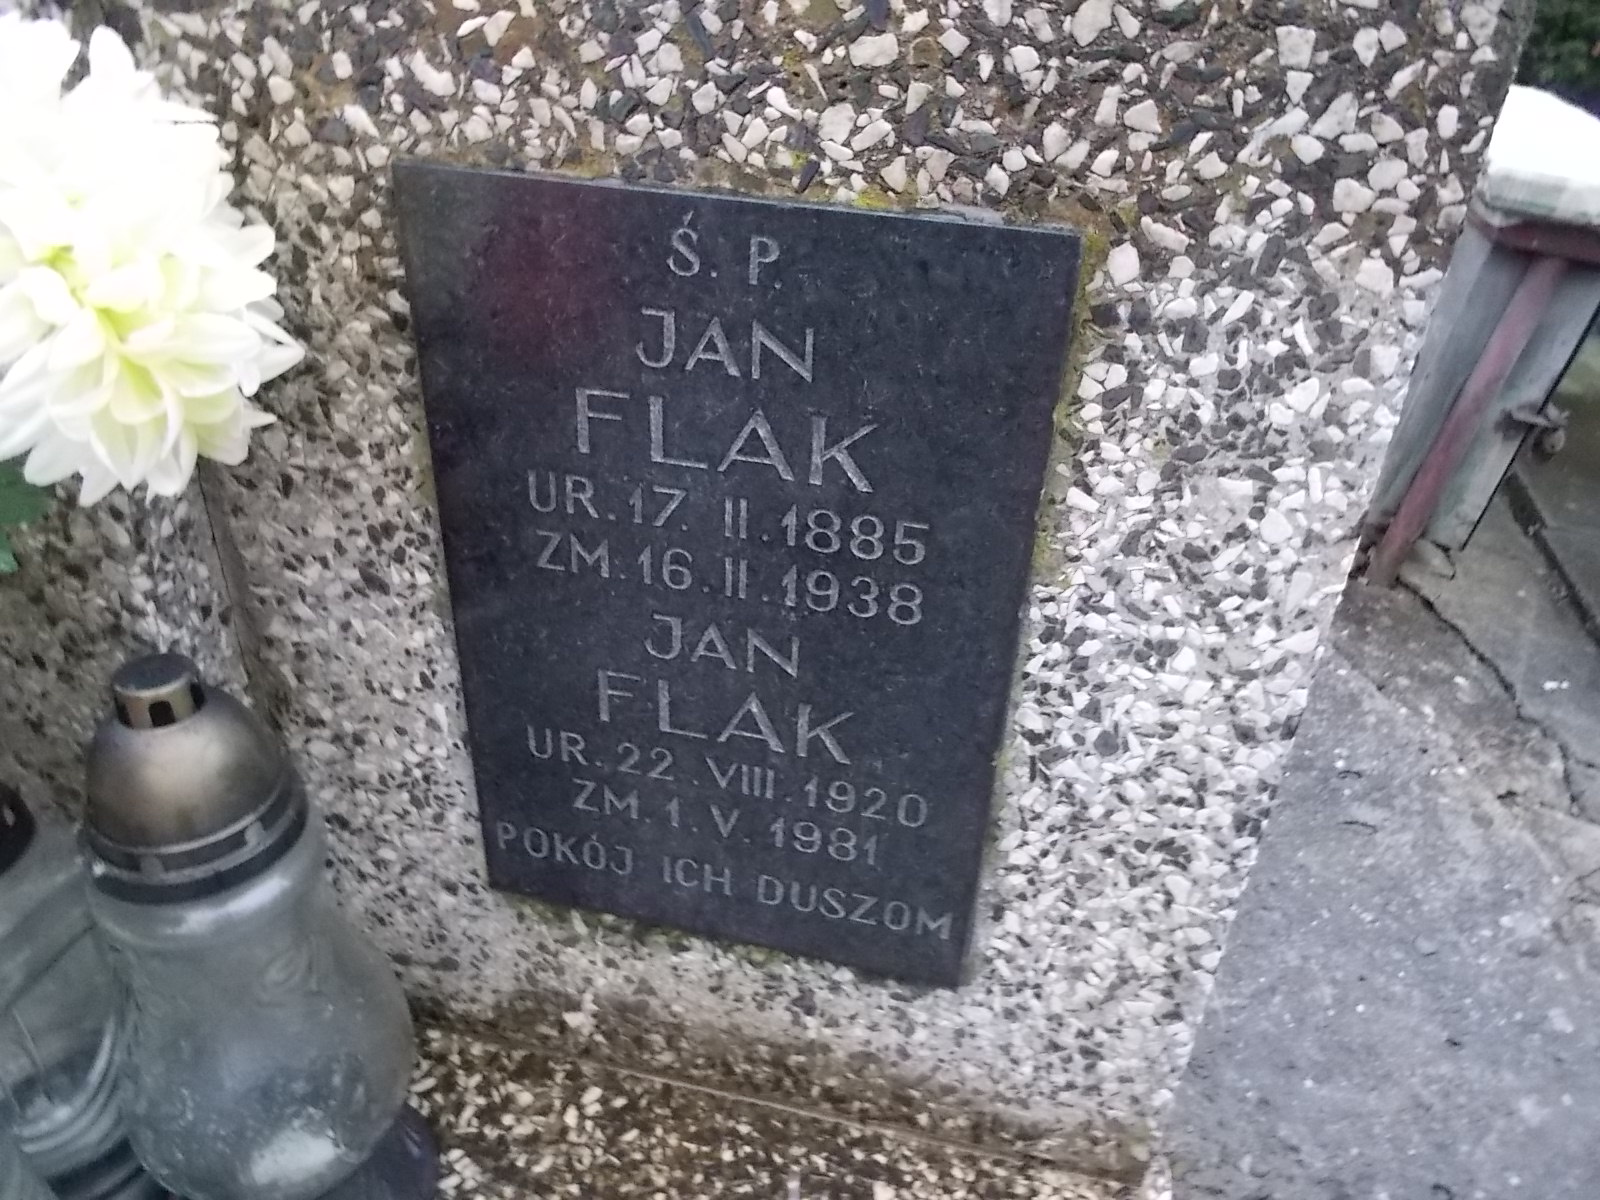 Ś. P.
JAN
FLAK
UR. 17. II. 1885
ZM. 16. II. 1938
JAN
FLAK
UR. 22. VIII. 1920
ZM. 1. V. 1981
POKÓJ ICH DUSZOM